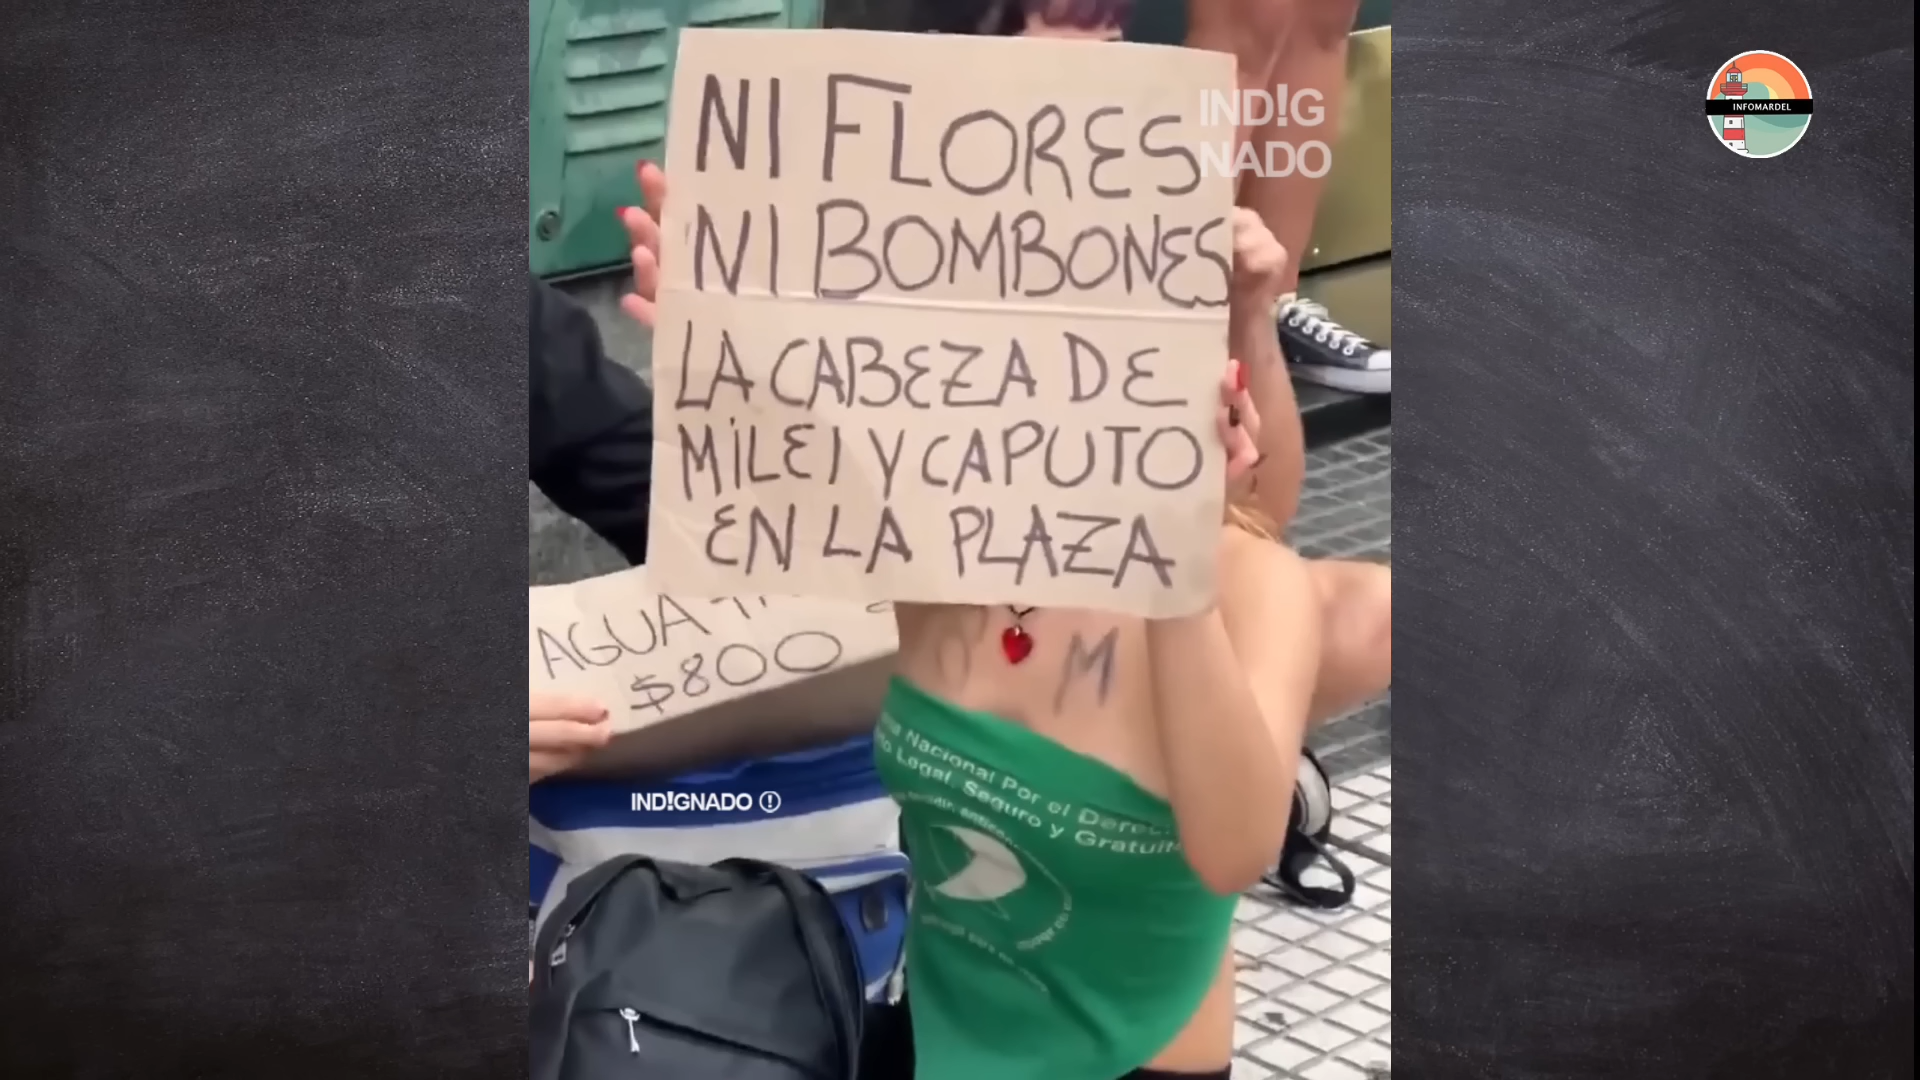 NI FLORES
NI BOMBONES
LA CABEZA DE
MILEI Y CAPUTO
EN LA PLAZA
IND!G
NADO
INFOMARDEL
AGUA
$800
M
IND!GNADO
Nacional Por el Derec
Legal, Seguro y Gratuit